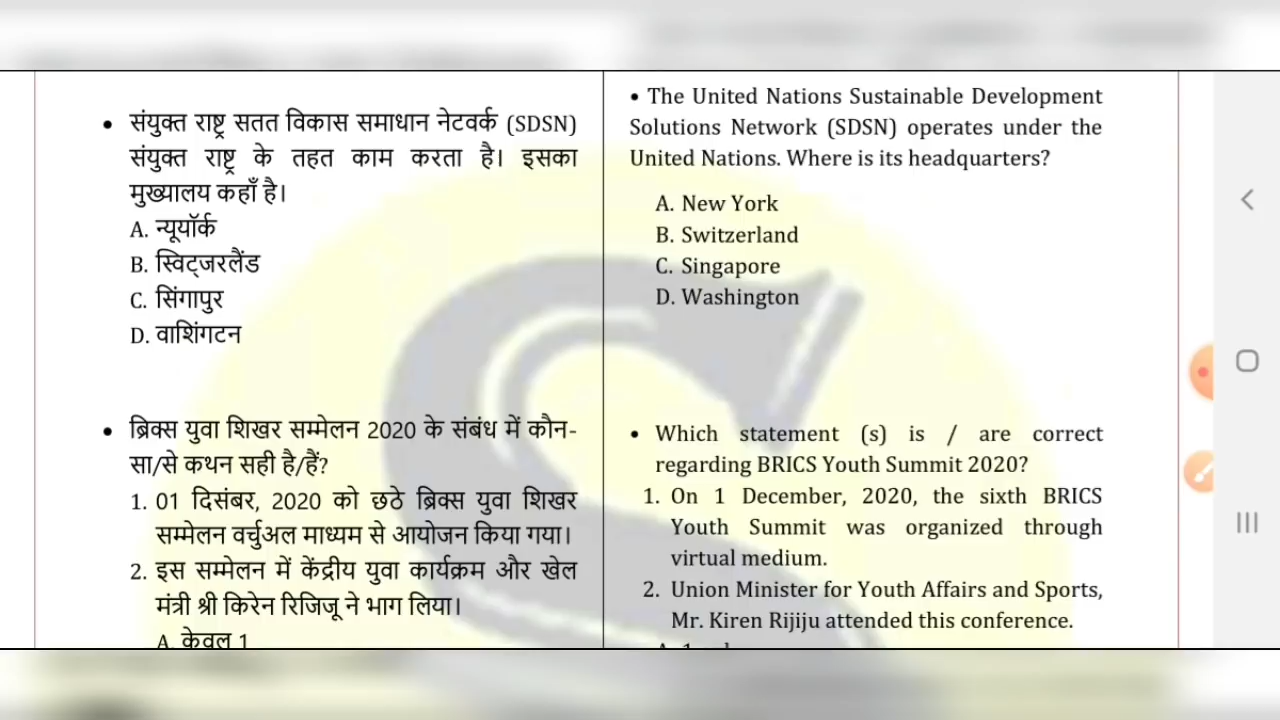 • संयुक्त राष्ट्र सतत विकास समाधान नेटवर्क (SDSN)
संयुक्त राष्ट्र के तहत काम करता है। इसका
मुख्यालय कहाँ है।
A. न्यूयॉर्क
B. स्विट्जरलैंड
C. सिंगापुर
D. वाशिंगटन
• ब्रिक्स युवा शिखर सम्मेलन 2020 के संबंध में कौन-
सा/से कथन सही है/हैं?
1. 01 दिसंबर, 2020 को छठे ब्रिक्स युवा शिखर
सम्मेलन वर्चुअल माध्यम से आयोजन किया गया।
2. इस सम्मेलन में केंद्रीय युवा कार्यक्रम और खेल
मंत्री श्री किरेन रिजिजू ने भाग लिया।
A. केवल 1
• The United Nations Sustainable Development
Solutions Network (SDSN) operates under the
United Nations. Where is its headquarters?
A. New York
B. Switzerland
C. Singapore
D. Washington
• Which statement (s) is / are correct
regarding BRICS Youth Summit 2020?
1. On 1 December, 2020, the sixth BRICS
Youth Summit was organized through
virtual medium.
2. Union Minister for Youth Affairs and Sports,
Mr. Kiren Rijiju attended this conference.